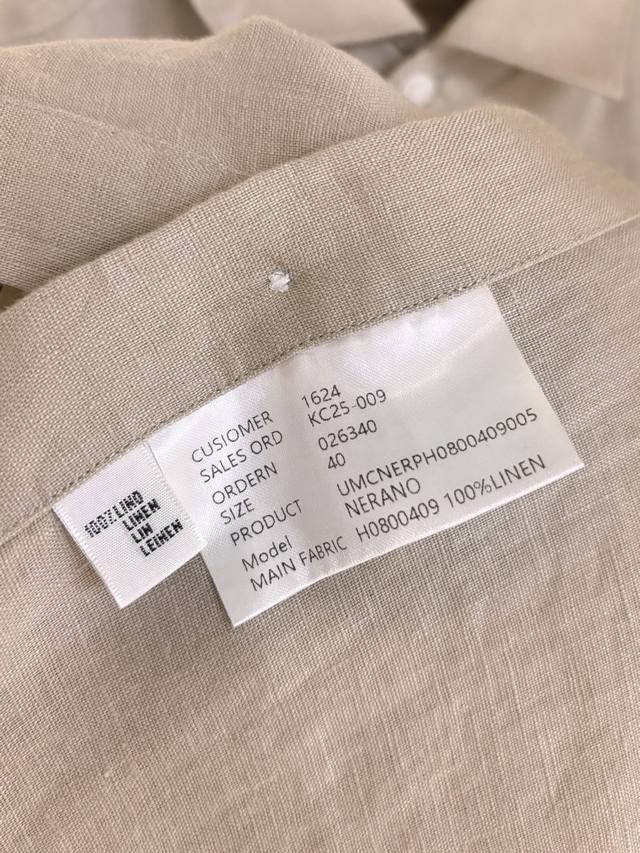 CUSIOMER 1624
SALES ORD KC25-009
ORDERN 026340
SIZE 40
PRODUCT UMCNERPH0800409005
Model NERANO
MAIN FABRIC H0800409 100%LINEN
100%LINO
LINEN
LIN
LEINEN